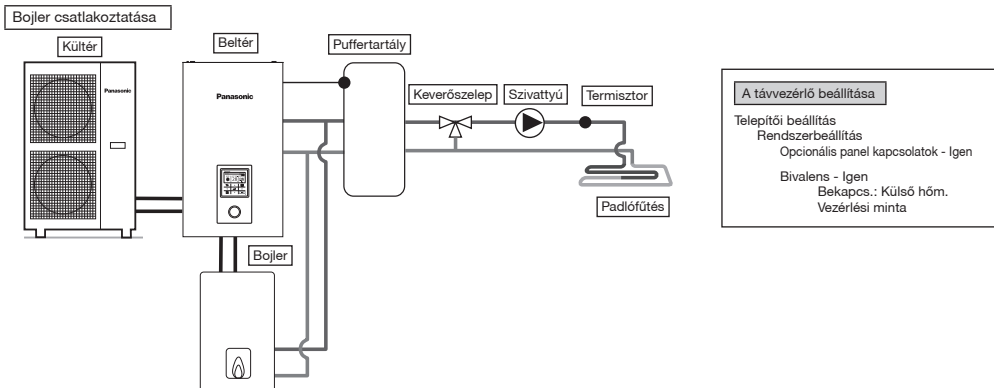 Bojler csatlakoztatása
Kültér
Beltér
Puffertartály
Keverőszelep
Szivattyú
Termisztor
Panasonic
Panasonic
Padlófűtés
Bojler
A távvezérlő beállítása
Telepítői beállítás
Rendszerbeállítás
Opcionális panel kapcsolatok - Igen
Bivalens - Igen
Bekapcs.: Külső hőm.
Vezérlési minta